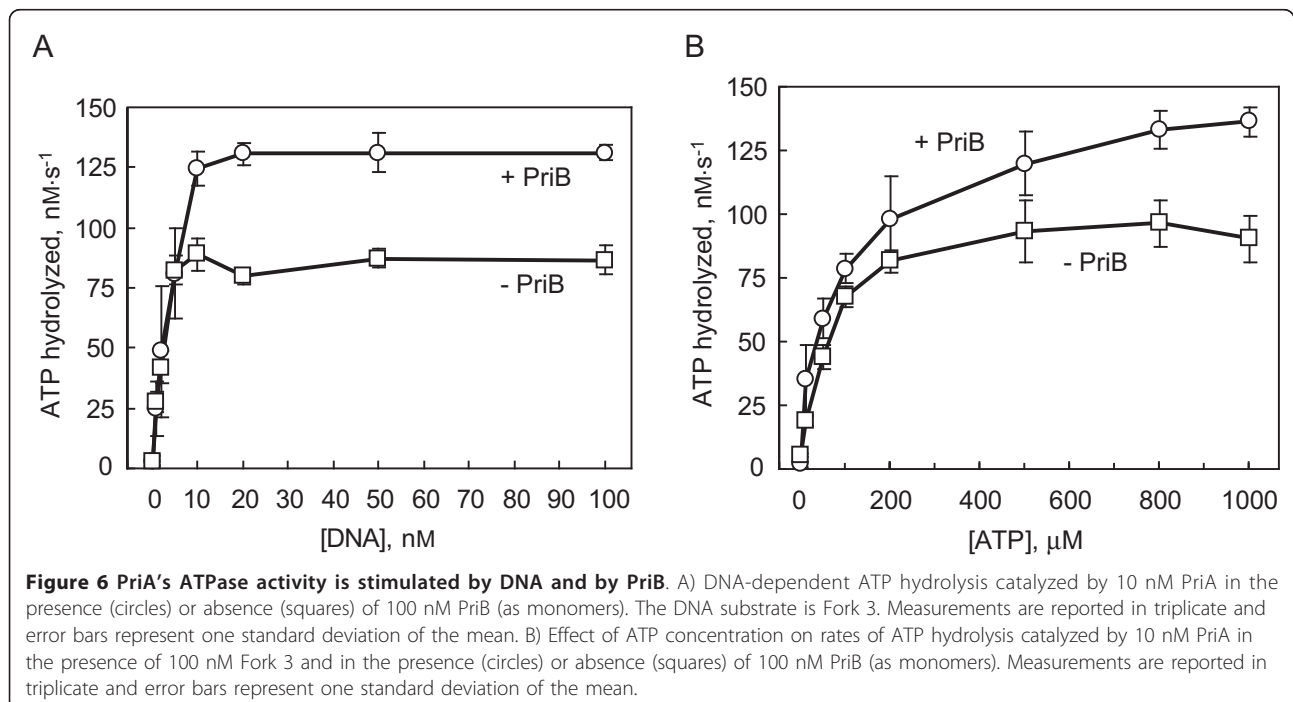 A
B
150
125
100
75
50
25
0
ATP hydrolyzed, nM·s⁻¹
+ PriB
- PriB
0 10 20 30 40 50 60 70 80 90 100
[DNA], nM
150
125
100
75
50
25
0
ATP hydrolyzed, nM·s⁻¹
+ PriB
- PriB
0 200 400 600 800 1000
[ATP], μM
Figure 6 PriA's ATPase activity is stimulated by DNA and by PriB. A) DNA-dependent ATP hydrolysis catalyzed by 10 nM PriA in the
presence (circles) or absence (squares) of 100 nM PriB (as monomers). The DNA substrate is Fork 3. Measurements are reported in triplicate and
error bars represent one standard deviation of the mean. B) Effect of ATP concentration on rates of ATP hydrolysis catalyzed by 10 nM PriA in
the presence of 100 nM Fork 3 and in the presence (circles) or absence (squares) of 100 nM PriB (as monomers). Measurements are reported in
triplicate and error bars represent one standard deviation of the mean.